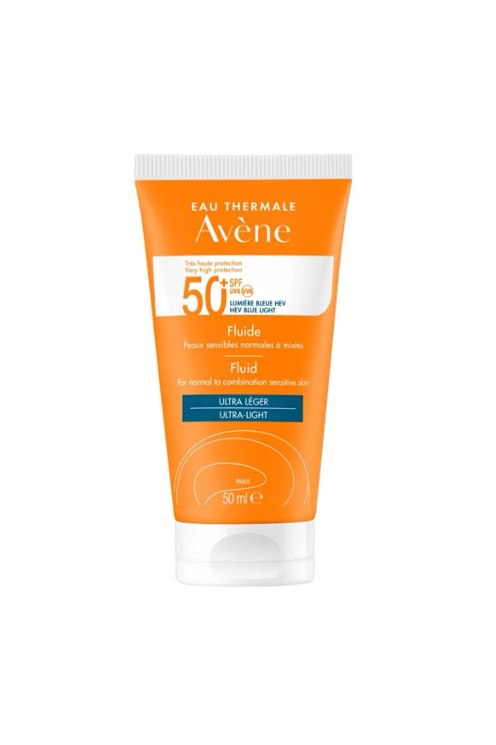 EAU THERMALE
Avène
Très haute protection
Very high protection
50+ SPF
UVB UVA
LUMIÈRE BLEUE HEV
HEV BLUE LIGHT
Fluide
Peaux sensibles normales à mixtes
Fluid
For normal to combination sensitive skin
ULTRA LÉGER
ULTRA-LIGHT
PARIS
50 ml e